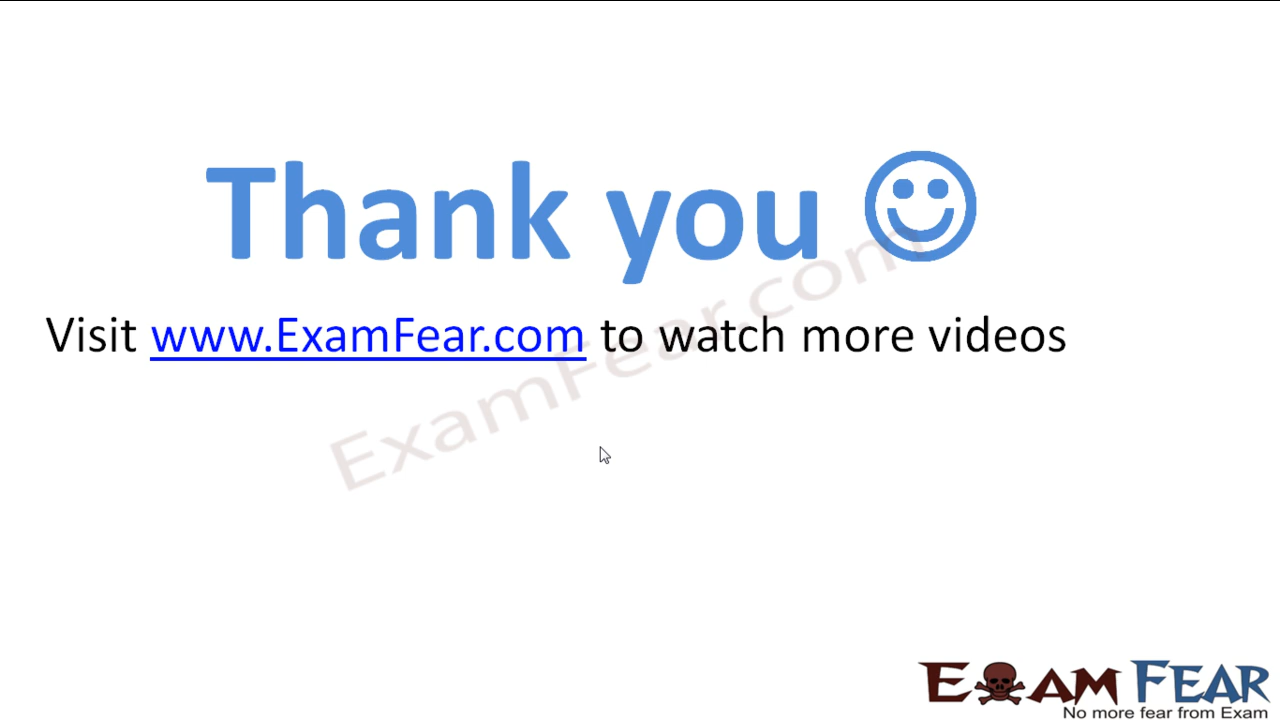 Thank you ☺
Visit www.ExamFear.com to watch more videos
ExamFear.com
EXAM FEAR
No more fear from Exam